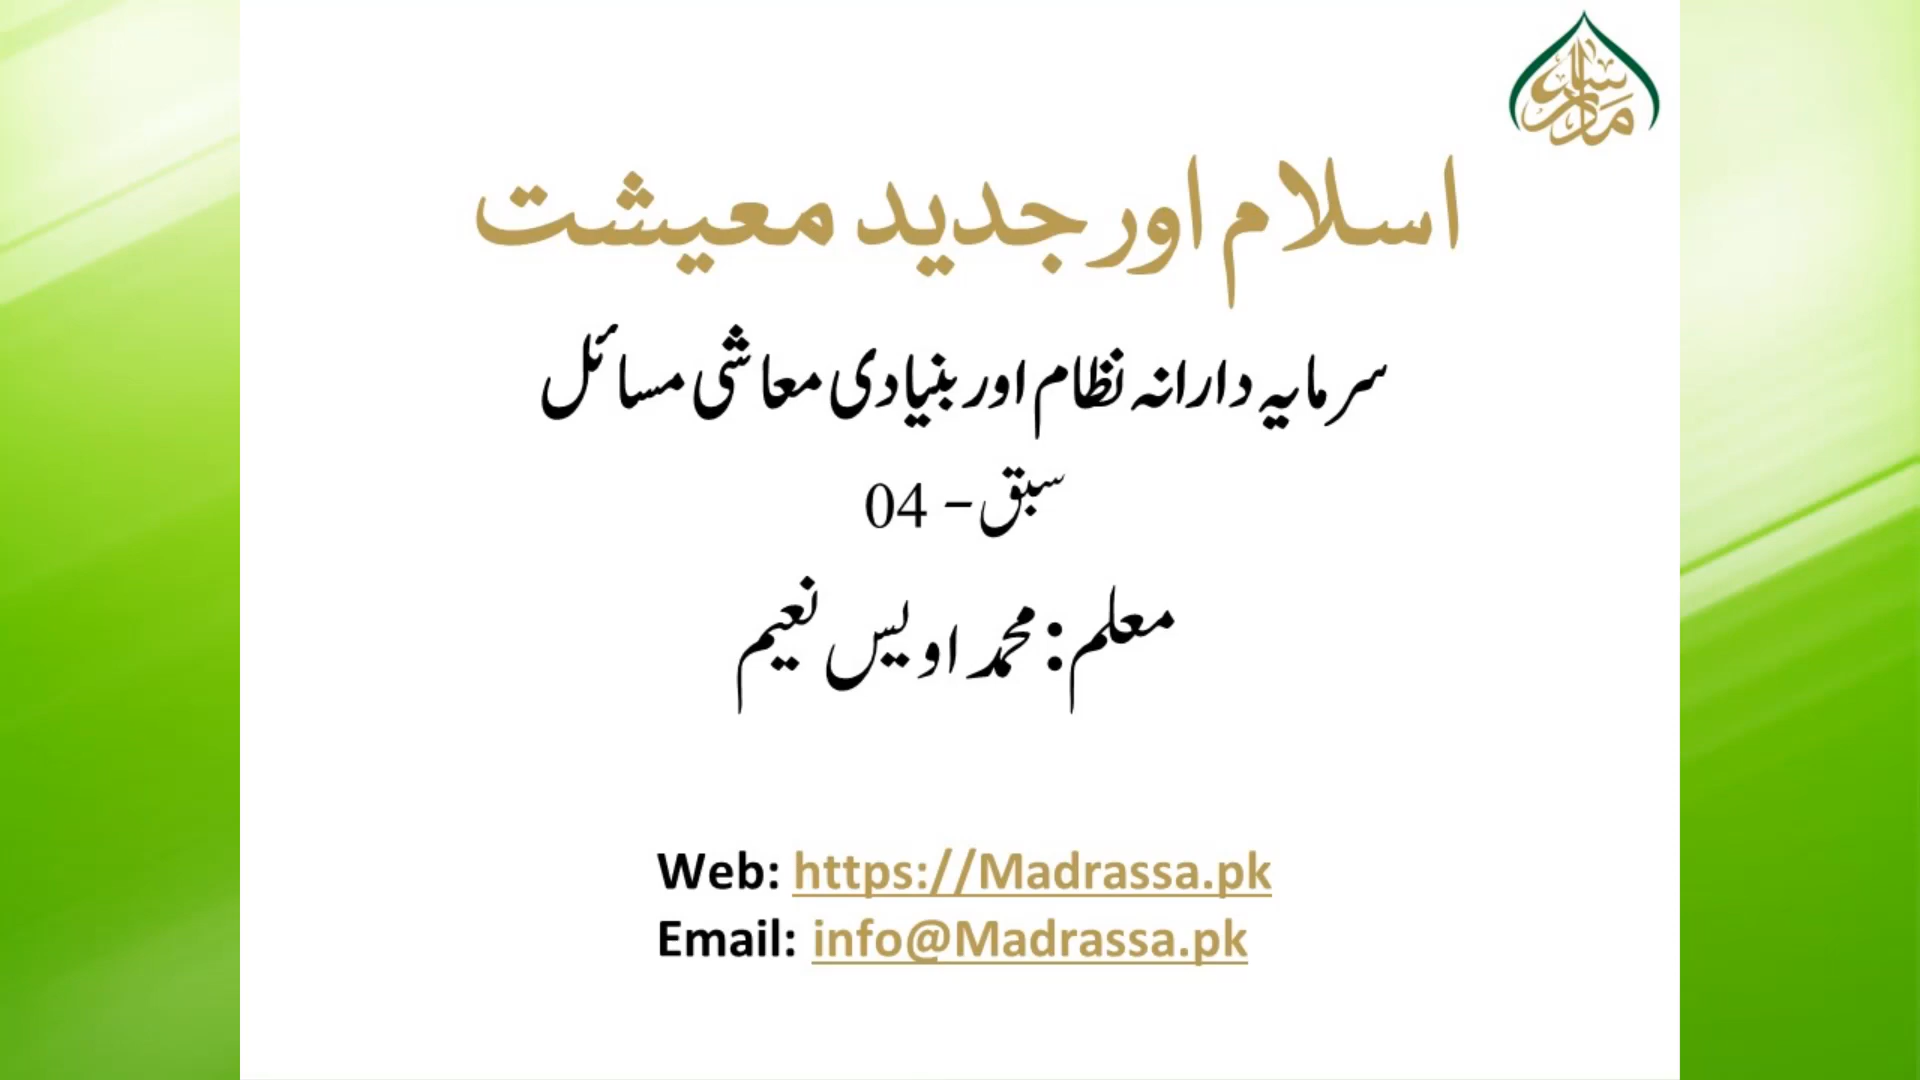 مدرسہ
اسلام اور جدید معیشت
سرمایہ دارانہ نظام اور بنیادی معاشی مسائل
سبق - 04
معلم: محمد اویس نعیم
Web: https://Madrassa.pk
Email: info@Madrassa.pk